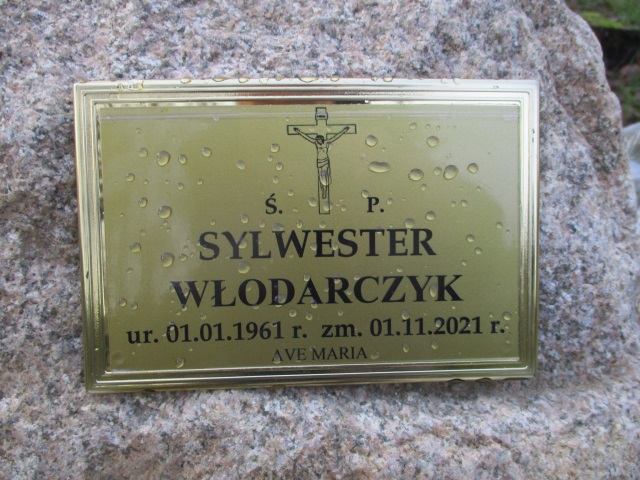 Ś. P.
SYLWESTER
WŁODARCZYK
ur. 01.01.1961 r. zm. 01.11.2021 r.
AVE MARIA